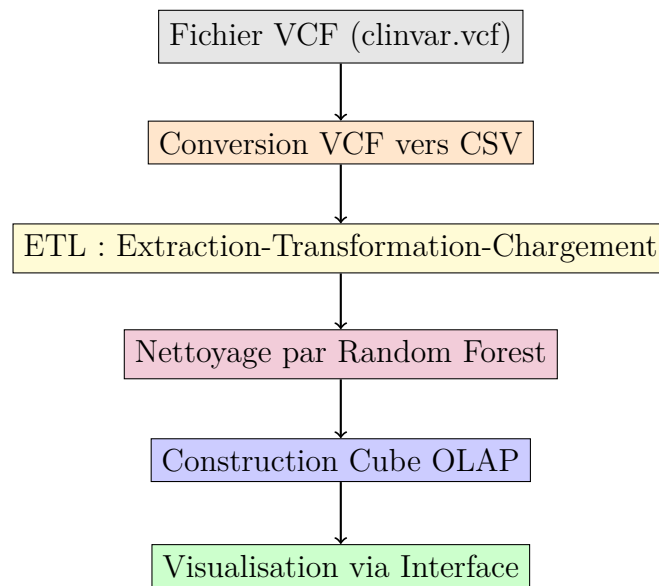 Fichier VCF (clinvar.vcf)
Conversion VCF vers CSV
ETL : Extraction-Transformation-Chargement
Nettoyage par Random Forest
Construction Cube OLAP
Visualisation via Interface